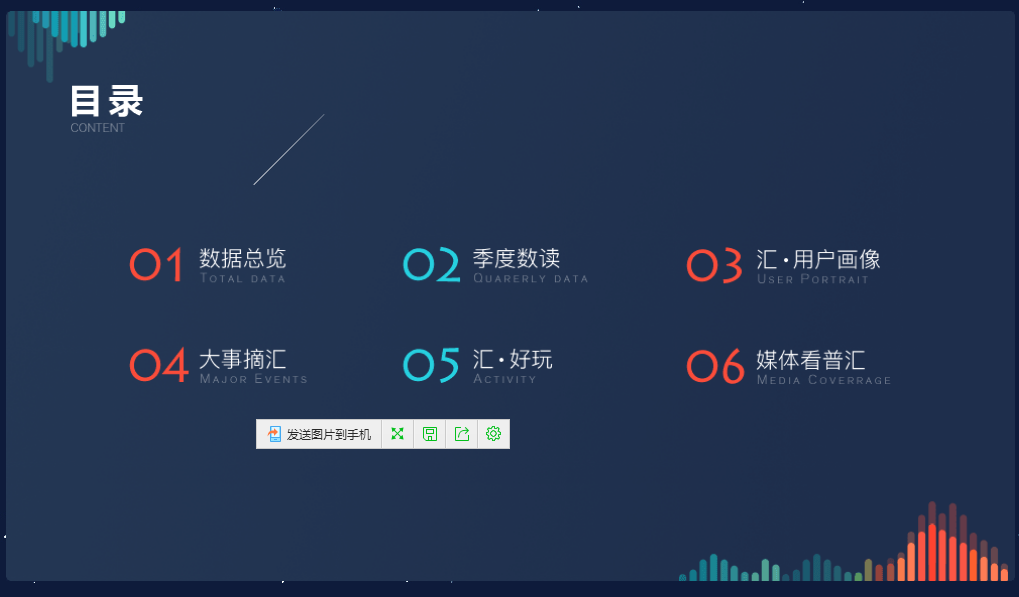 目录
CONTENT
01 数据总览
TOTAL DATA
02 季度数读
QUARERLY DATA
03 汇·用户画像
USER PORTRAIT
04 大事摘汇
MAJOR EVENTS
05 汇·好玩
ACTIVITY
06 媒体看普汇
MEDIA COVERRAGE
发送图片到手机